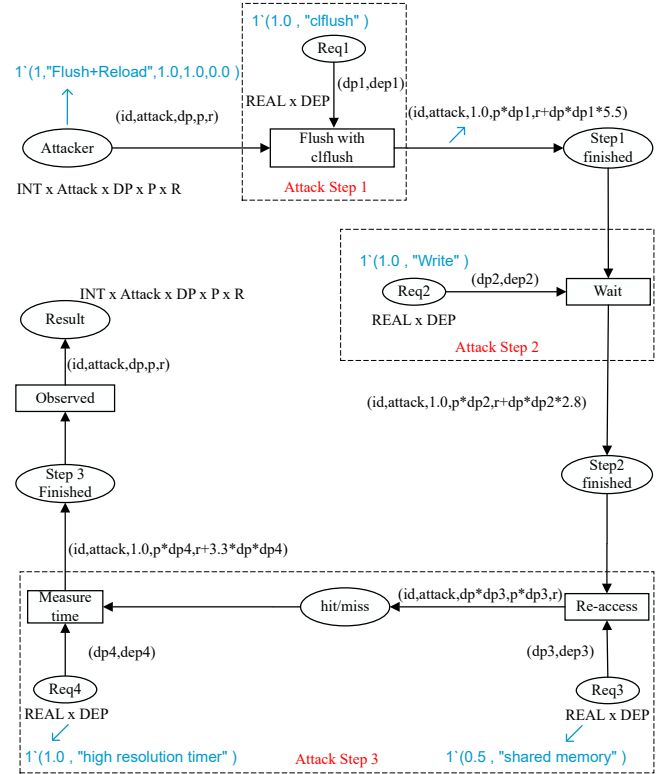 1`(1.0 , "clflush" )
Req1
1`(1,"Flush+Reload",1.0,1.0,0.0 )
(dp1,dep1)
REAL x DEP
(id,attack,dp,p,r)
(id,attack,1.0,p*dp1,r+dp*dp1*5.5)
Attacker
Flush with
clflush
Step1
finished
INT x Attack x DP x P x R
Attack Step 1
1`(1.0 , "Write" )
(dp2,dep2)
Req2
Wait
REAL x DEP
Attack Step 2
INT x Attack x DP x P x R
Result
(id,attack,dp,p,r)
Observed
(id,attack,1.0,p*dp2,r+dp*dp2*2.8)
Step 3
Finished
Step2
finished
(id,attack,1.0,p*dp4,r+3.3*dp*dp4)
Measure
time
hit/miss
(id,attack,dp*dp3,p*dp3,r)
Re-access
(dp4,dep4)
(dp3,dep3)
Req4
Req3
REAL x DEP
REAL x DEP
1`(1.0 , "high resolution timer" )
Attack Step 3
1`(0.5 , "shared memory" )